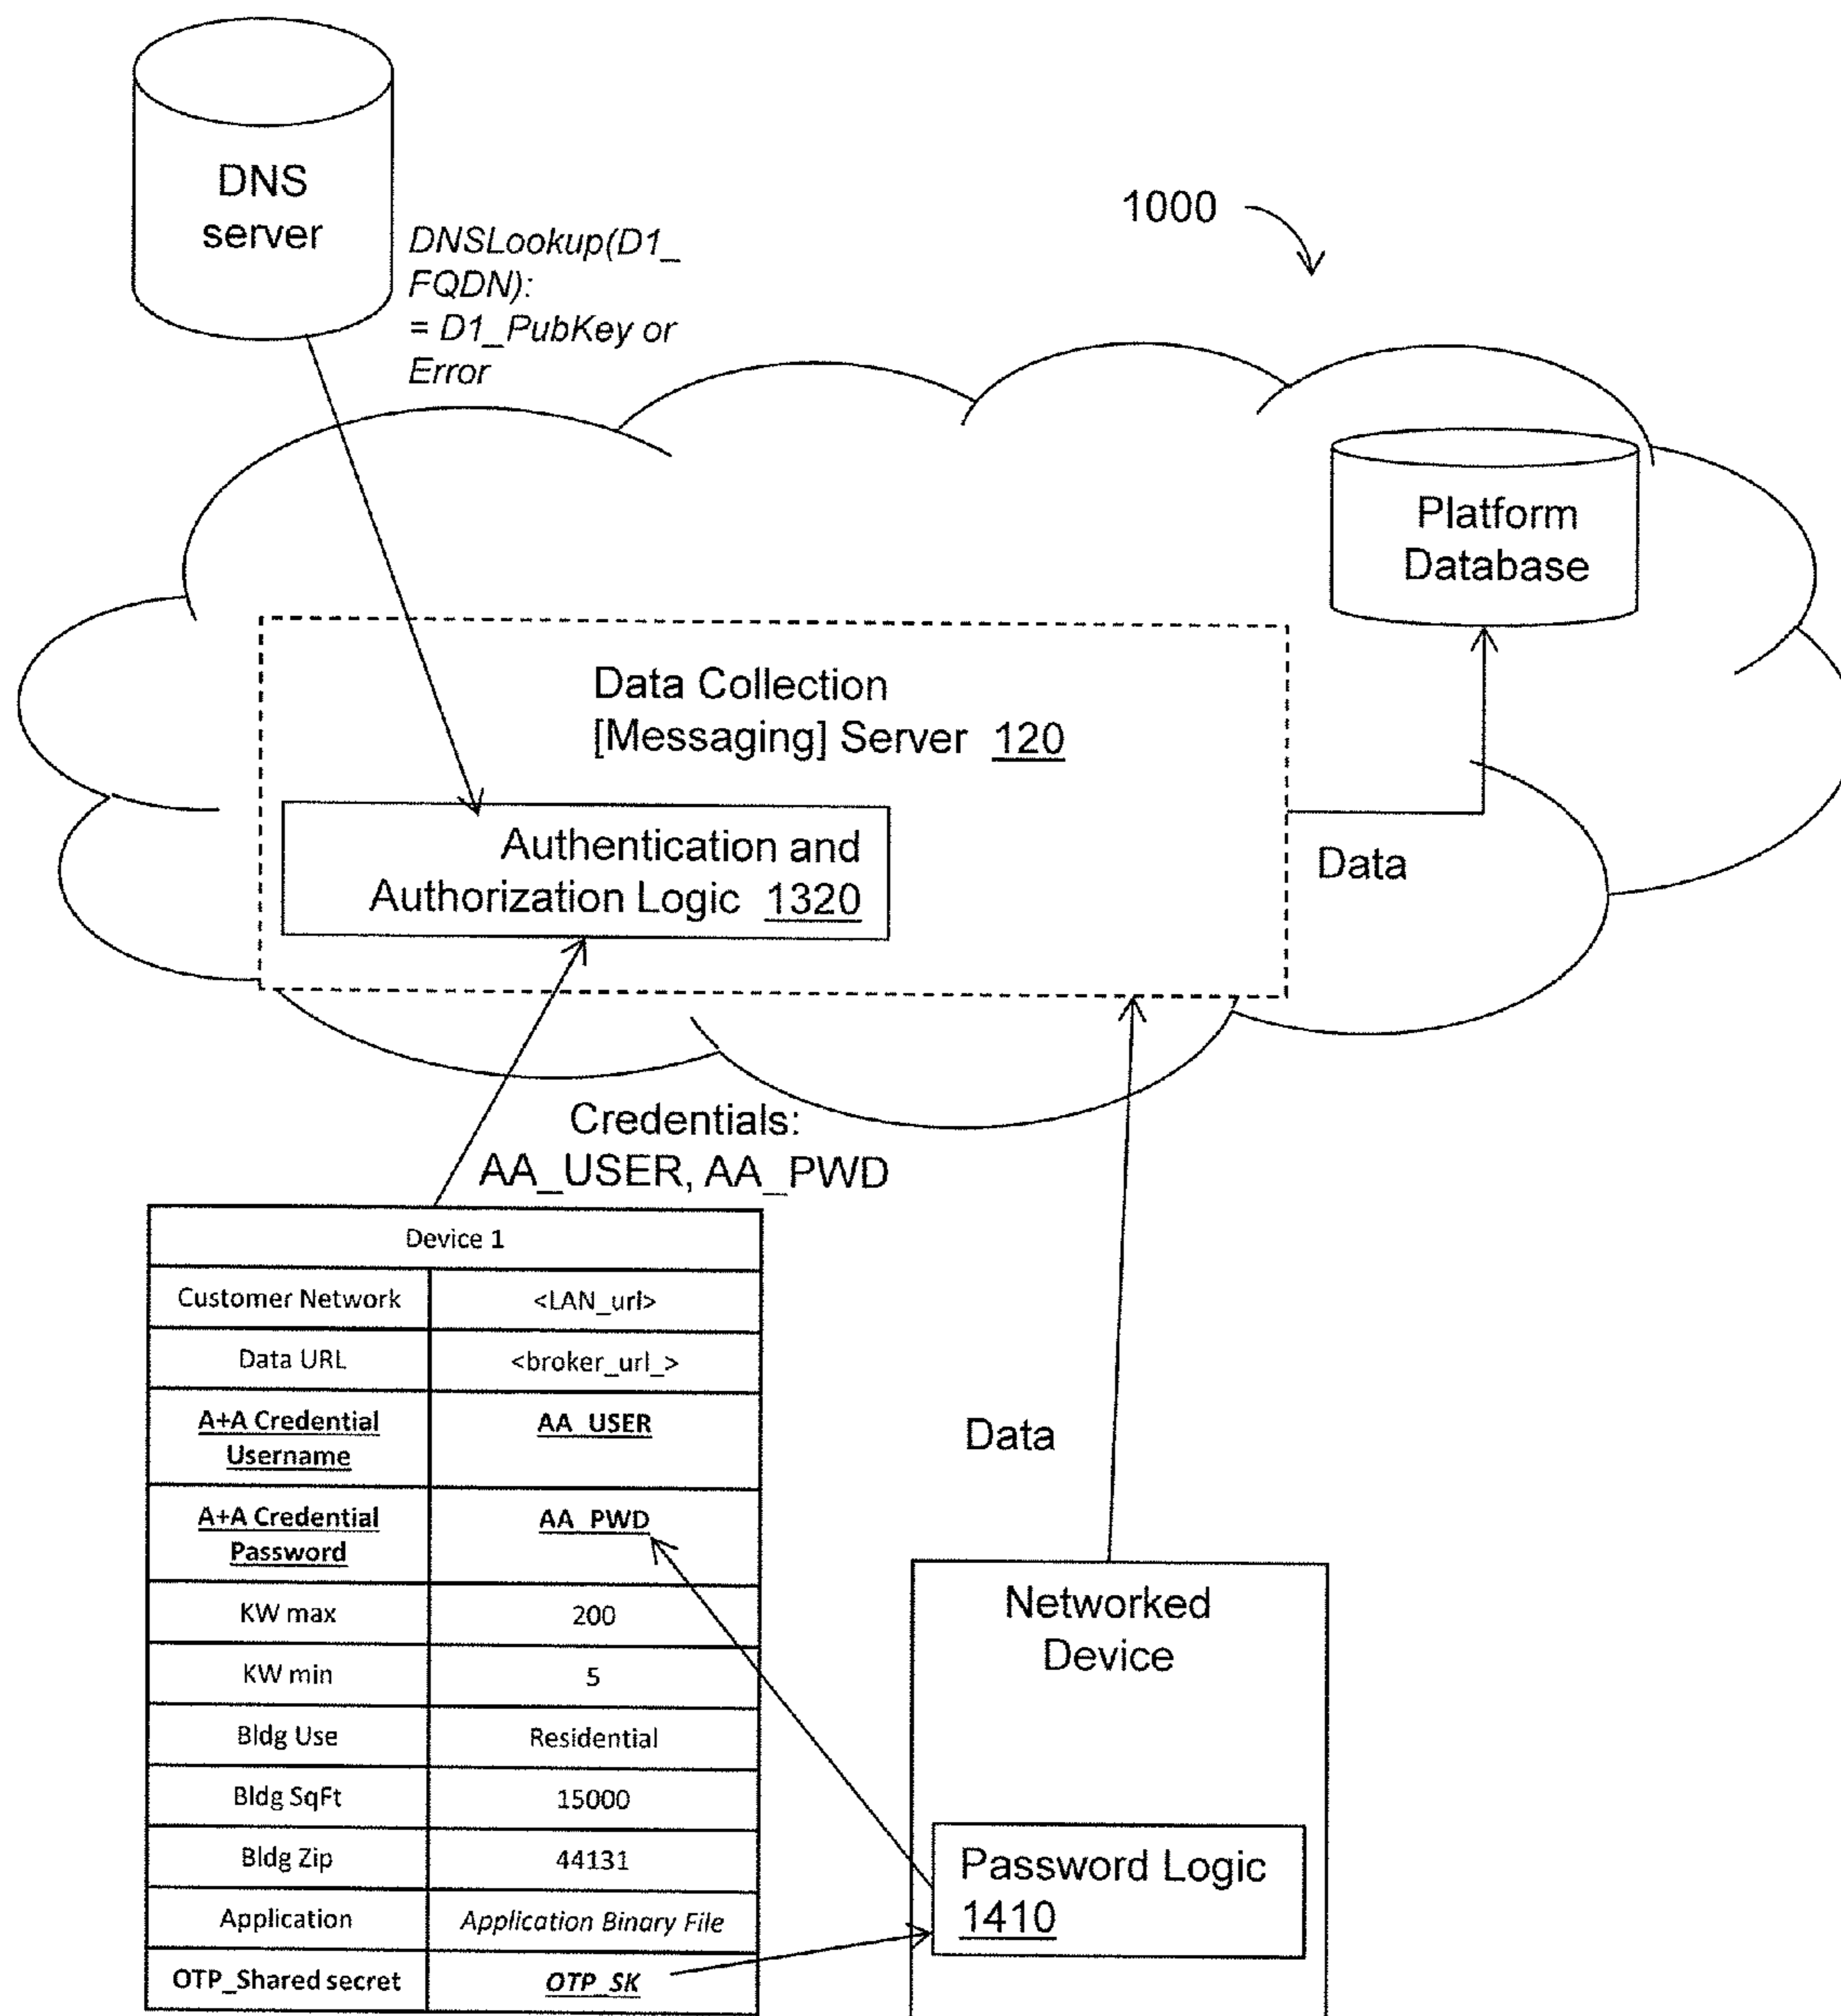 DNS
server
DNSLookup(D1_
FQDN):
= D1_PubKey or
Error
1000
Platform
Database
Data Collection
[Messaging] Server 120
Authentication and
Authorization Logic 1320
Data
Credentials:
AA_USER, AA_PWD
Device 1
Customer Network <LAN_url>
Data URL <broker_url_>
A+A Credential
Username
AA_USER
A+A Credential
Password
AA_PWD
KW max 200
KW min 5
Bldg Use Residential
Bldg SqFt 15000
Bldg Zip 44131
Application Application Binary File
OTP_Shared secret OTP_SK
Data
Networked
Device
Password Logic
1410